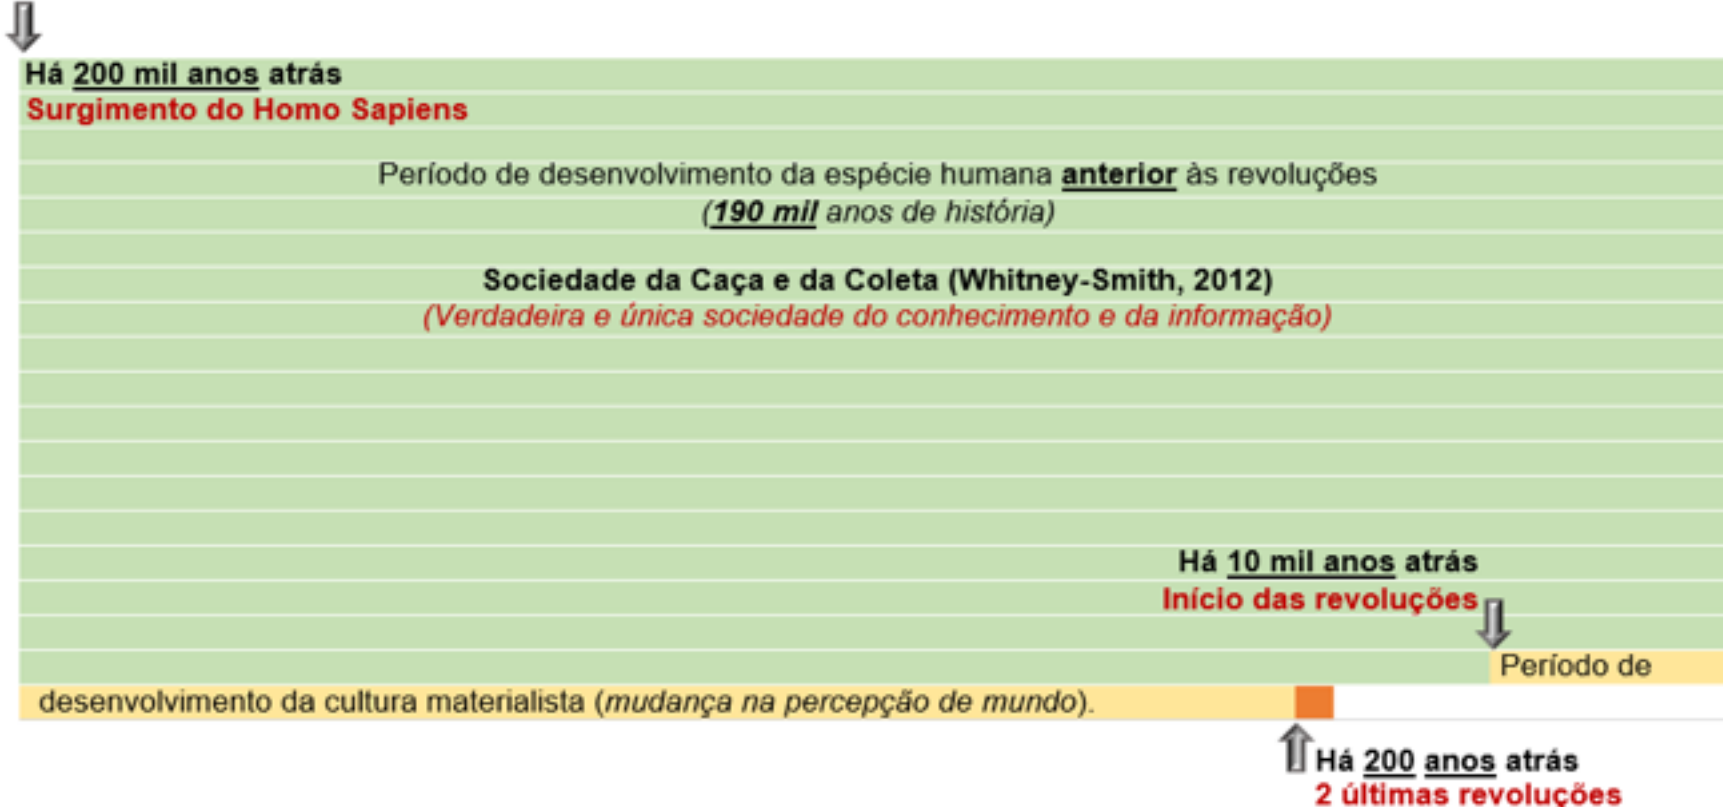 Há 200 mil anos atrás
Surgimento do Homo Sapiens
Período de desenvolvimento da espécie humana anterior às revoluções
(190 mil anos de história)
Sociedade da Caça e da Coleta (Whitney-Smith, 2012)
(Verdadeira e única sociedade do conhecimento e da informação)
Há 10 mil anos atrás
Início das revoluções
Período de
desenvolvimento da cultura materialista (mudança na percepção de mundo).
Há 200 anos atrás
2 últimas revoluções